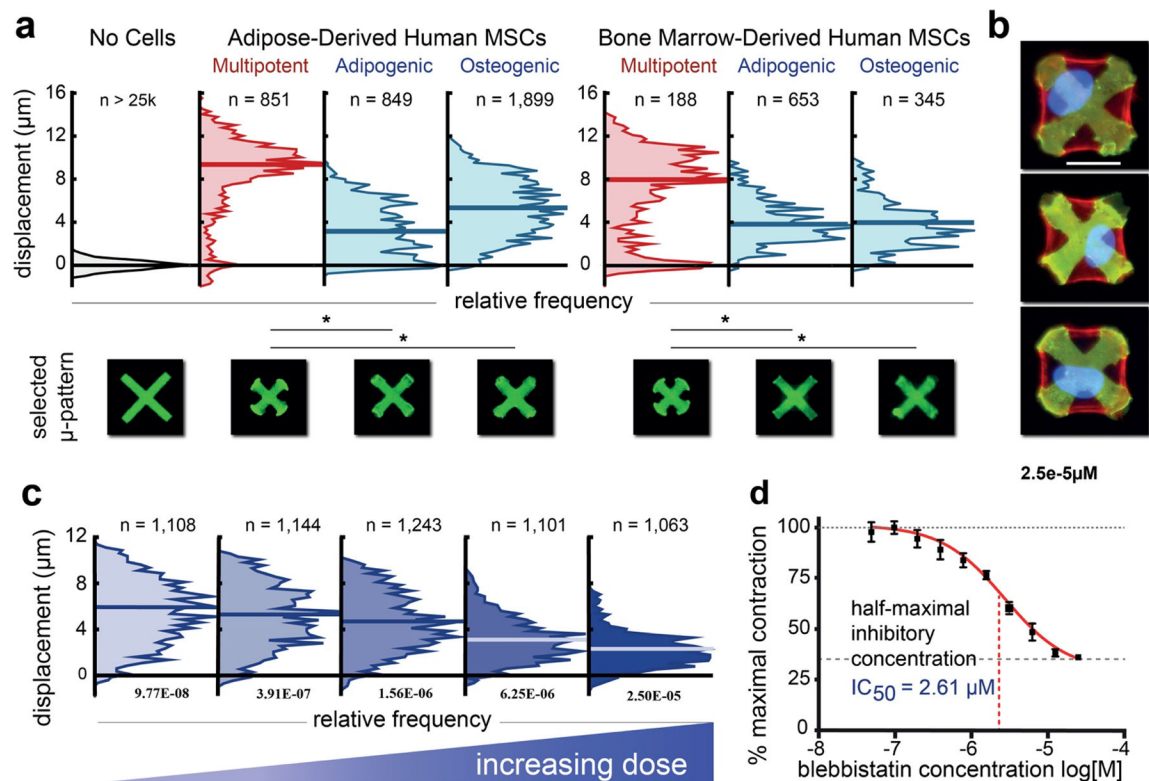 a
No Cells
Adipose-Derived Human MSCs
Bone Marrow-Derived Human MSCs
Multipotent
Adipogenic
Osteogenic
Multipotent
Adipogenic
Osteogenic
n > 25k
n = 851
n = 849
n = 1,899
n = 188
n = 653
n = 345
displacement (µm)
16
12
8
4
0
16
12
8
4
0
relative frequency
*
*
*
*
selected
µ-pattern
b
2.5e-5µM
c
n = 1,108
n = 1,144
n = 1,243
n = 1,101
n = 1,063
displacement (µm)
12
8
4
0
9.77E-08
3.91E-07
1.56E-06
6.25E-06
2.50E-05
relative frequency
increasing dose
d
% maximal contraction
100
75
50
25
0
half-maximal
inhibitory
concentration
IC50 = 2.61 µM
-8
-7
-6
-5
-4
blebbistatin concentration log[M]